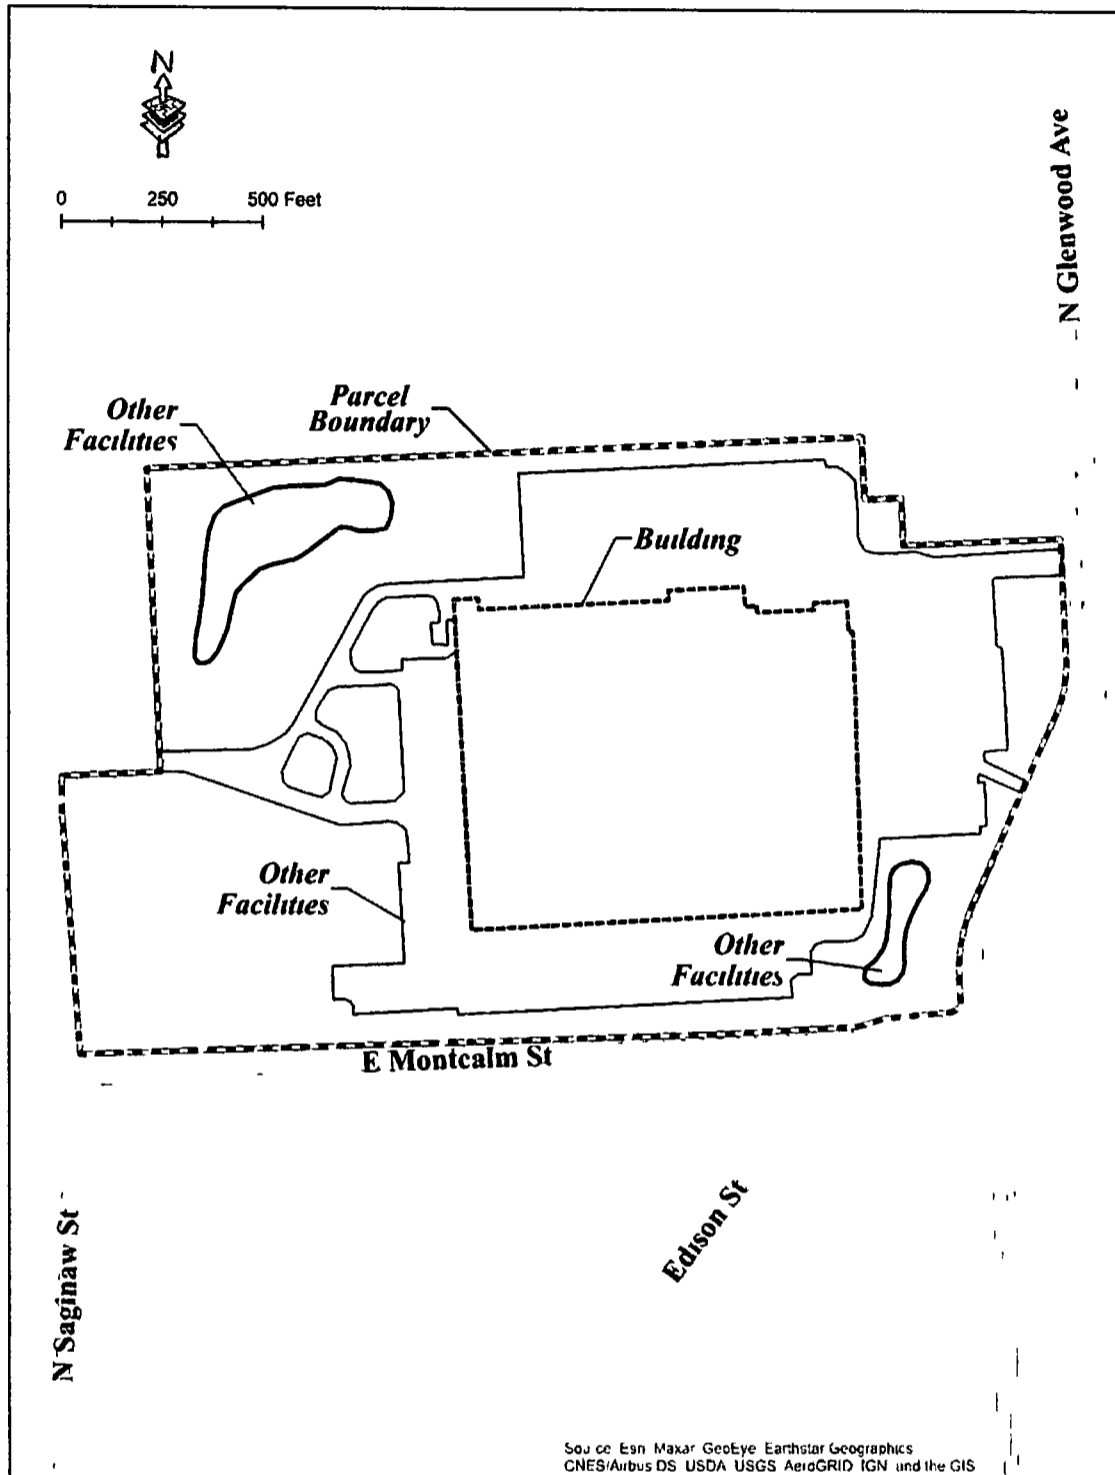 N
0 250 500 Feet
N Glenwood Ave
Parcel
Boundary
Other
Facilities
Building
Other
Facilities
Other
Facilities
E Montcalm St
N Saginaw St
Edison St
Source Esri Maxar GeoEye Earthstar Geographics
CNES/Airbus DS USDA USGS AeroGRID IGN and the GIS